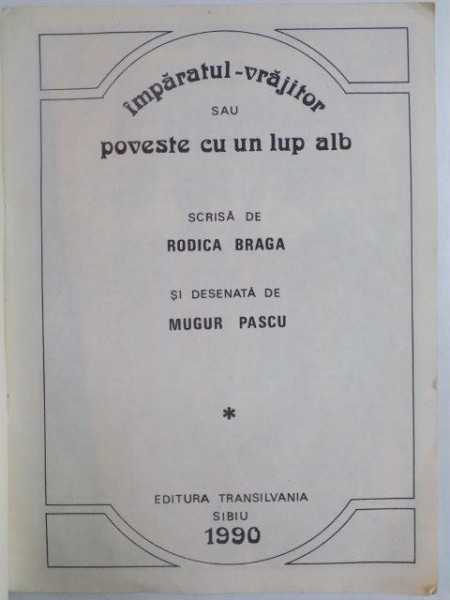 împăratul-vrăjitor
SAU
poveste cu un lup alb
SCRISĂ DE
RODICA BRAGA
ȘI DESENATĂ DE
MUGUR PASCU
*
EDITURA TRANSILVANIA
SIBIU
1990